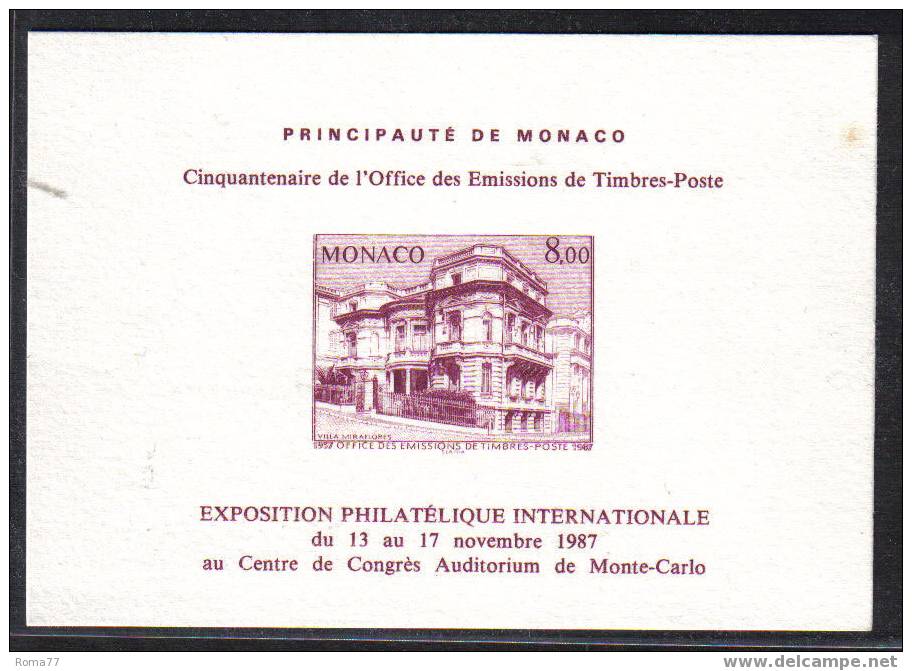 PRINCIPAUTÉ DE MONACO
Cinquantenaire de l'Office des Emissions de Timbres-Poste
MONACO 8,00
VILLA MIRAFLORES
1937 OFFICE DES EMISSIONS DE TIMBRES-POSTE 1987
EXPOSITION PHILATÉLIQUE INTERNATIONALE
du 13 au 17 novembre 1987
au Centre de Congrès Auditorium de Monte-Carlo
Roma77
delcampe.net